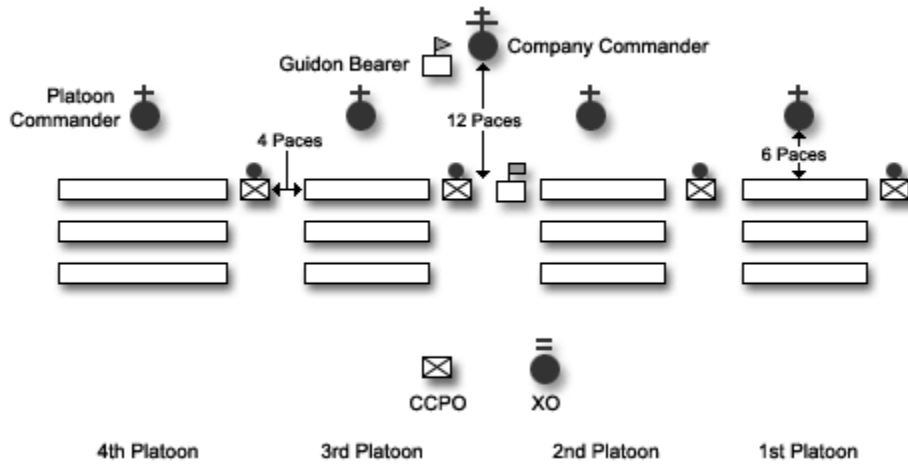 Company Commander
Guidon Bearer
Platoon
Commander
12 Paces
4 Paces
6 Paces
CCPO
XO
4th Platoon
3rd Platoon
2nd Platoon
1st Platoon